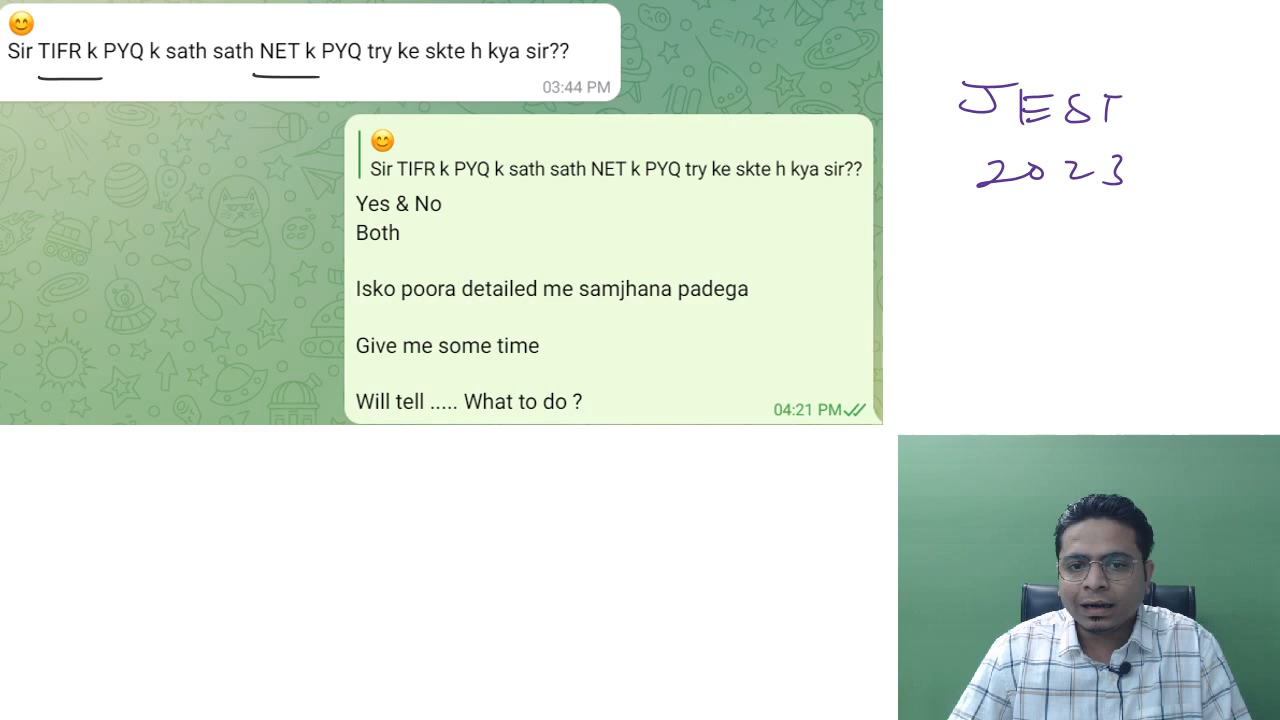 😊
Sir TIFR k PYQ k sath sath NET k PYQ try ke skte h kya sir??
03:44 PM
😊
Sir TIFR k PYQ k sath sath NET k PYQ try ke skte h kya sir??
Yes & No
Both
Isko poora detailed me samjhana padega
Give me some time
Will tell ..... What to do ?
04:21 PM
JEST
2023
E=mc²